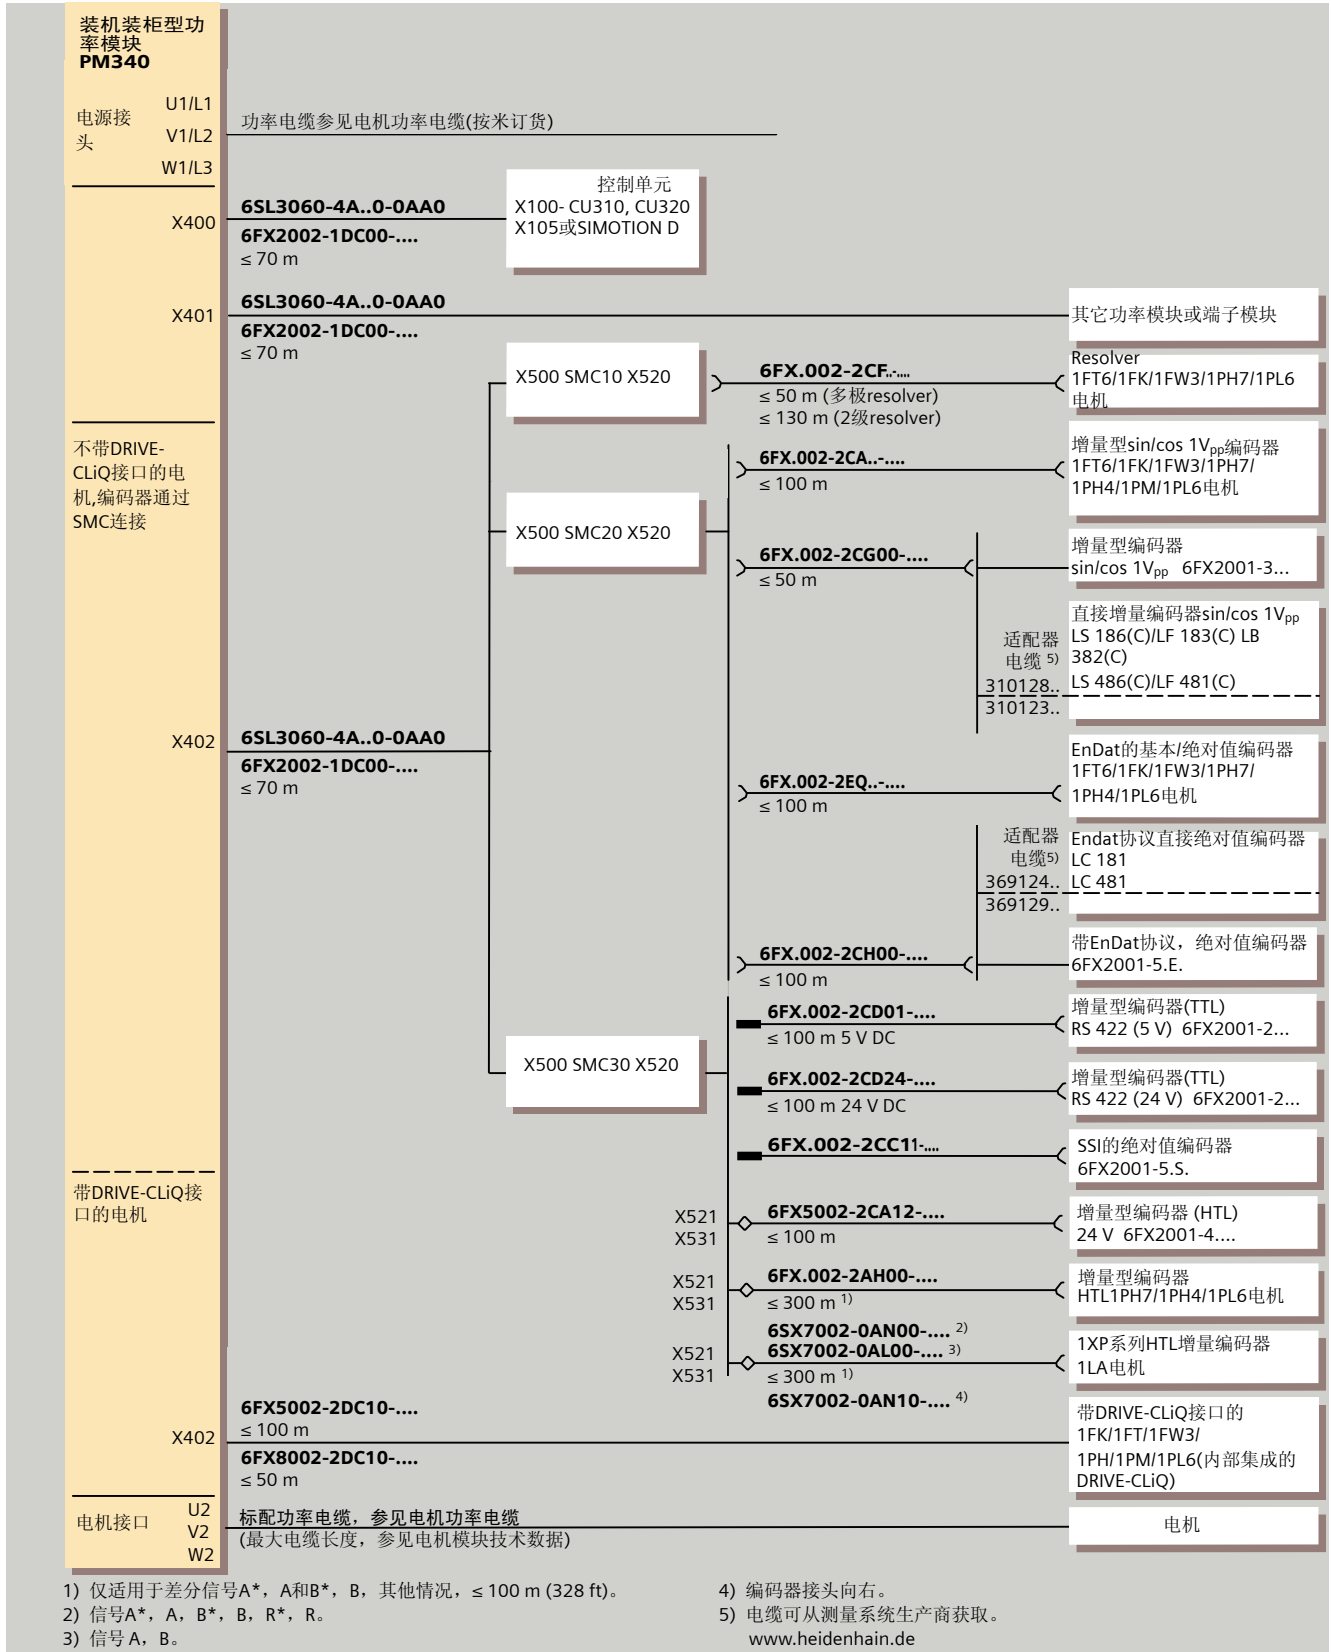 装机装柜型功
率模块
PM340
电源接
头
U1/L1
V1/L2
W1/L3
功率电缆参见电机功率电缆(按米订货)
X400
6SL3060-4A..0-0AA0
6FX2002-1DC00-....
≤ 70 m
控制单元
X100- CU310, CU320
X105或SIMOTION D
X401
6SL3060-4A..0-0AA0
6FX2002-1DC00-....
≤ 70 m
其它功率模块或端子模块
X500 SMC10 X520
6FX.002-2CF..-....
≤ 50 m (多极resolver)
≤ 130 m (2级resolver)
Resolver
1FT6/1FK/1FW3/1PH7/1PL6
电机
不带DRIVE-
CLiQ接口的电
机,编码器通过
SMC连接
6FX.002-2CA..-....
≤ 100 m
增量型sin/cos 1Vpp编码器
1FT6/1FK/1FW3/1PH7/
1PH4/1PM/1PL6电机
X500 SMC20 X520
6FX.002-2CG00-....
≤ 50 m
增量型编码器
sin/cos 1Vpp 6FX2001-3...
适配器
电缆 5)
310128..
310123..
直接增量编码器sin/cos 1Vpp
LS 186(C)/LF 183(C) LB
382(C)
LS 486(C)/LF 481(C)
X402
6SL3060-4A..0-0AA0
6FX2002-1DC00-....
≤ 70 m
6FX.002-2EQ..-....
≤ 100 m
EnDat的基本/绝对值编码器
1FT6/1FK/1FW3/1PH7/
1PH4/1PL6电机
适配器
电缆5)
369124..
369129..
Endat协议直接绝对值编码器
LC 181
LC 481
6FX.002-2CH00-....
≤ 100 m
带EnDat协议，绝对值编码器
6FX2001-5.E.
X500 SMC30 X520
6FX.002-2CD01-....
≤ 100 m 5 V DC
增量型编码器(TTL)
RS 422 (5 V) 6FX2001-2...
6FX.002-2CD24-....
≤ 100 m 24 V DC
增量型编码器(TTL)
RS 422 (24 V) 6FX2001-2...
6FX.002-2CC11-....
SSI的绝对值编码器
6FX2001-5.S.
带DRIVE-CLiQ接
口的电机
X521
X531
6FX5002-2CA12-....
≤ 100 m
增量型编码器 (HTL)
24 V 6FX2001-4....
X521
X531
6FX.002-2AH00-....
≤ 300 m 1)
增量型编码器
HTL1PH7/1PH4/1PL6电机
X521
X531
6SX7002-0AN00-.... 2)
6SX7002-0AL00-.... 3)
≤ 300 m 1)
6SX7002-0AN10-.... 4)
1XP系列HTL增量编码器
1LA电机
X402
6FX5002-2DC10-....
≤ 100 m
6FX8002-2DC10-....
≤ 50 m
带DRIVE-CLiQ接口的
1FK/1FT/1FW3/
1PH/1PM/1PL6(内部集成的
DRIVE-CLiQ)
电机接口
U2
V2
W2
标配功率电缆，参见电机功率电缆
(最大电缆长度，参见电机模块技术数据)
电机
1) 仅适用于差分信号A*，A和B*，B，其他情况，≤ 100 m (328 ft)。
2) 信号A*，A，B*，B，R*，R。
3) 信号 A，B。
4) 编码器接头向右。
5) 电缆可从测量系统生产商获取。
www.heidenhain.de